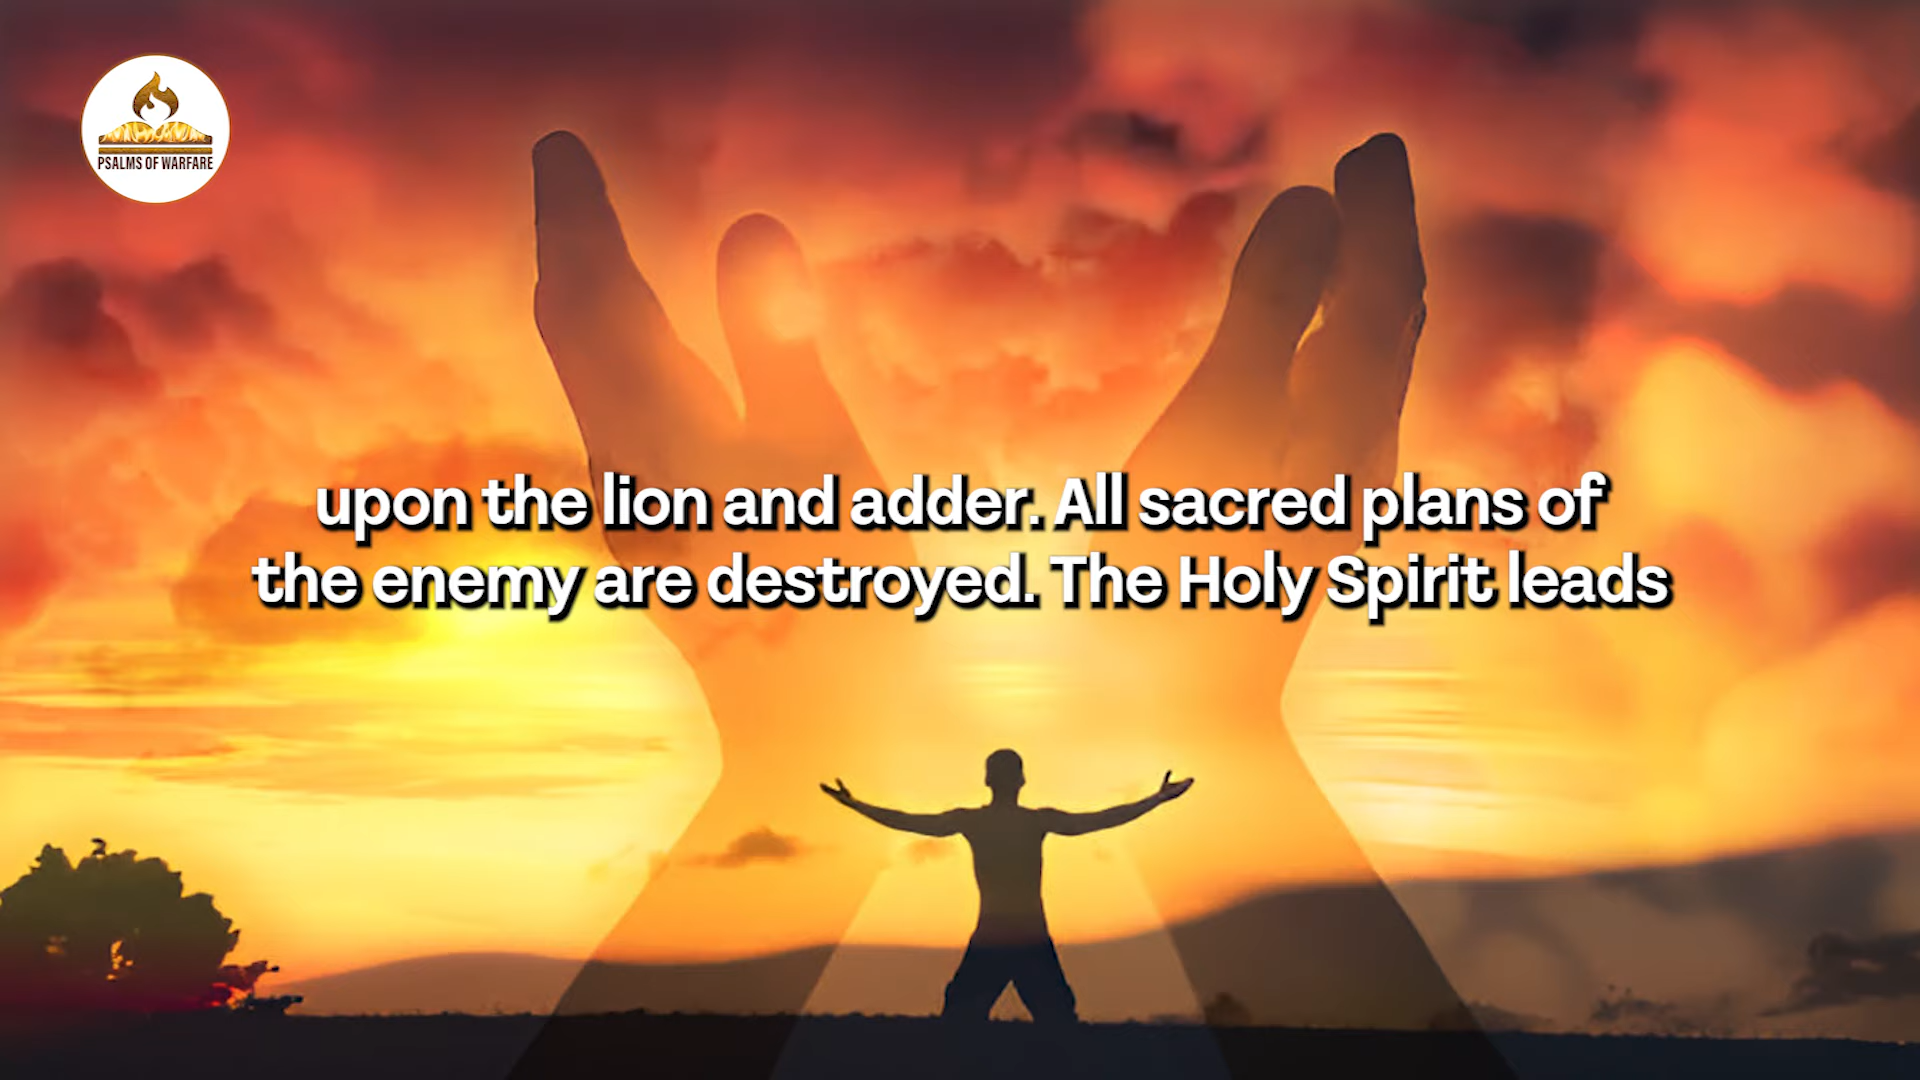 PSALMS OF WARFARE
upon the lion and adder. All sacred plans of
the enemy are destroyed. The Holy Spirit leads